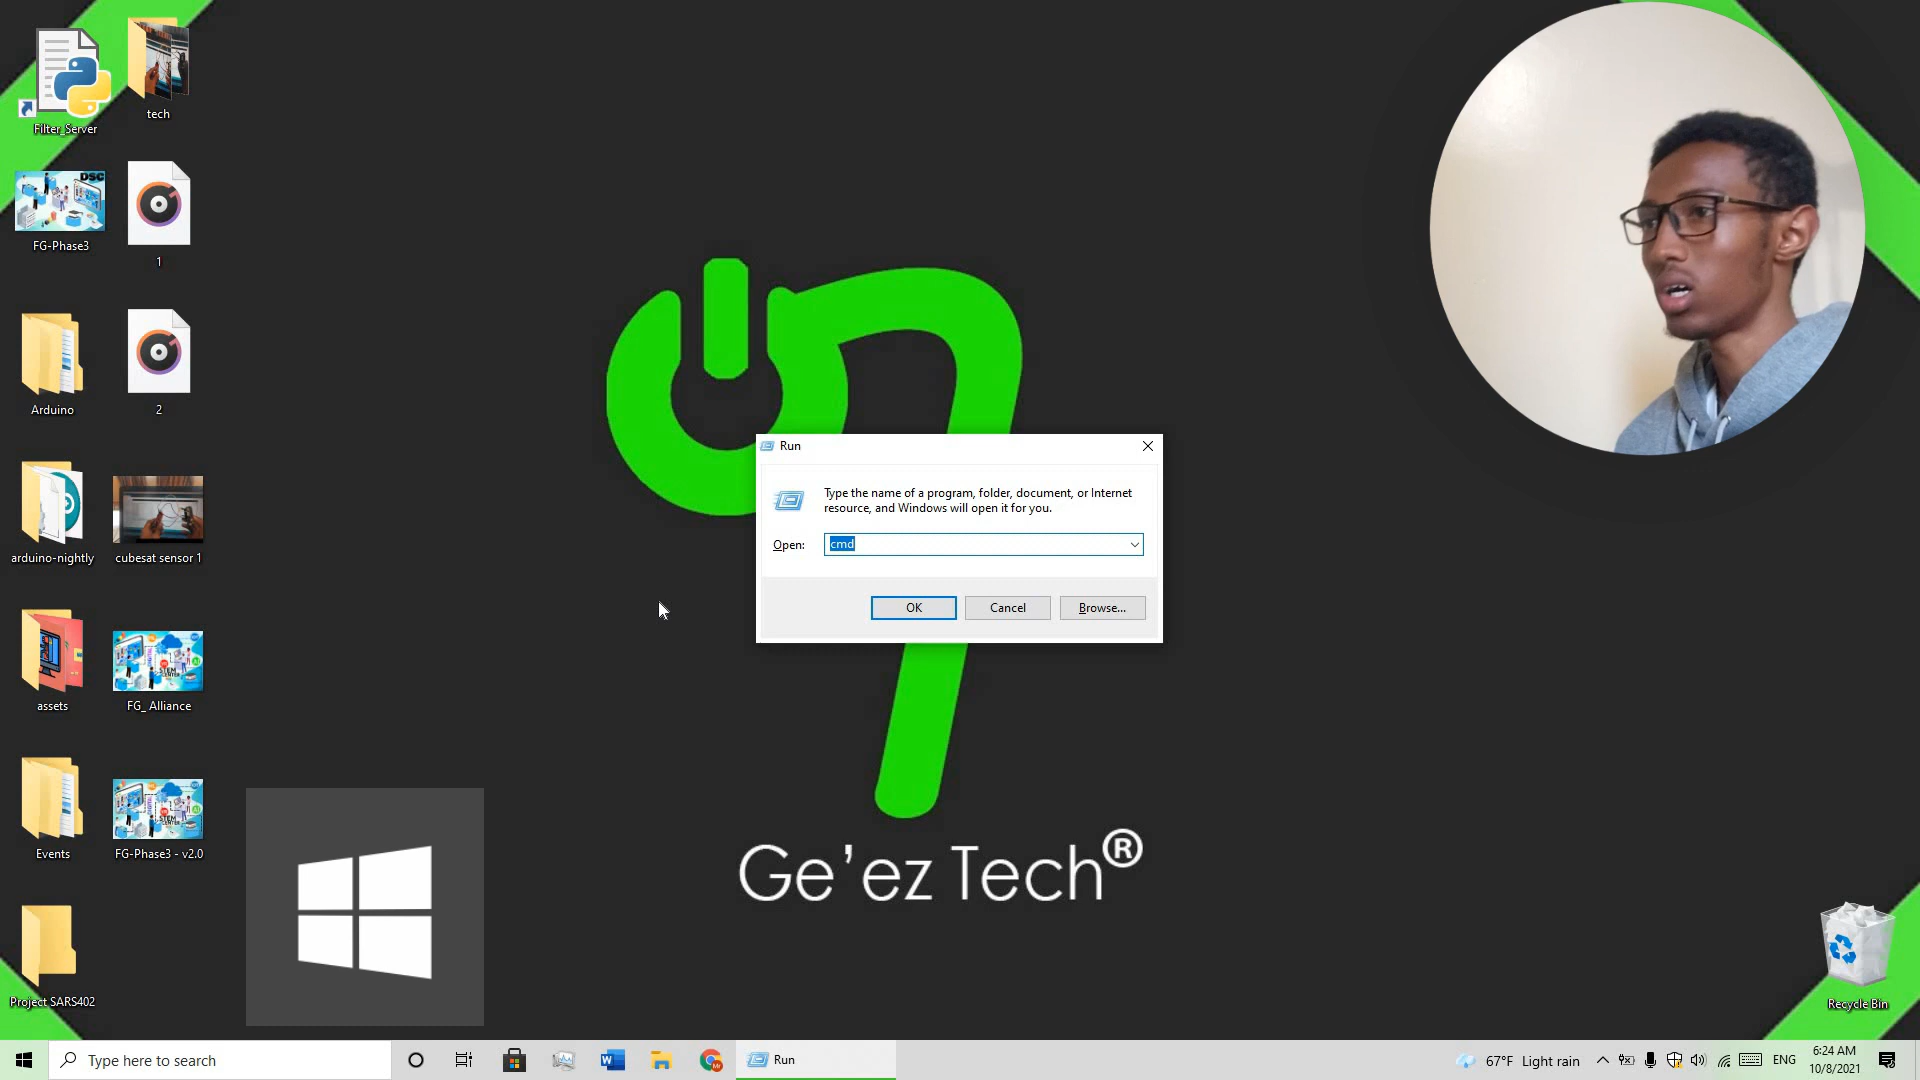 Filter_Server
tech
DSC
FG-Phase3
1
Arduino
2
arduino-nightly
cubesat sensor 1
assets
FG_ Alliance
Events
FG-Phase3 - v2.0
Project SARS402
Run
Type the name of a program, folder, document, or Internet
resource, and Windows will open it for you.
Open:
cmd
OK
Cancel
Browse...
Ge'ez Tech®
Recycle Bin
Type here to search
Run
67°F Light rain
ENG
6:24 AM
10/8/2021